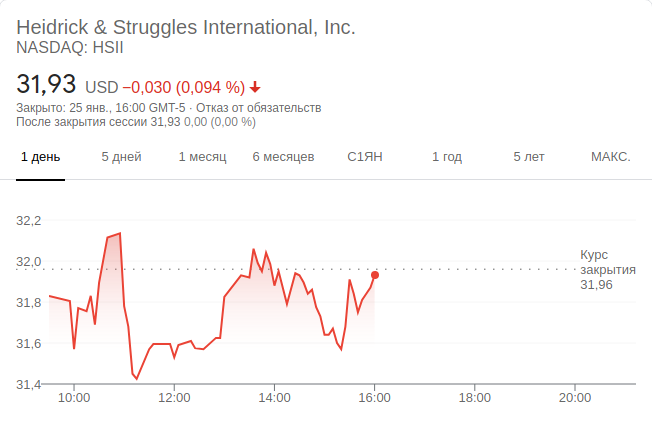 Heidrick & Struggles International, Inc.
NASDAQ: HSII
31,93 USD −0,030 (0,094 %)
Закрыто: 25 янв., 16:00 GMT-5 · Отказ от обязательств
После закрытия сессии 31,93 0,00 (0,00 %)
1 день 5 дней 1 месяц 6 месяцев С1ЯН 1 год 5 лет МАКС.
32,2
32,0
31,8
31,6
31,4
Курс
закрытия
31,96
10:00 12:00 14:00 16:00 18:00 20:00